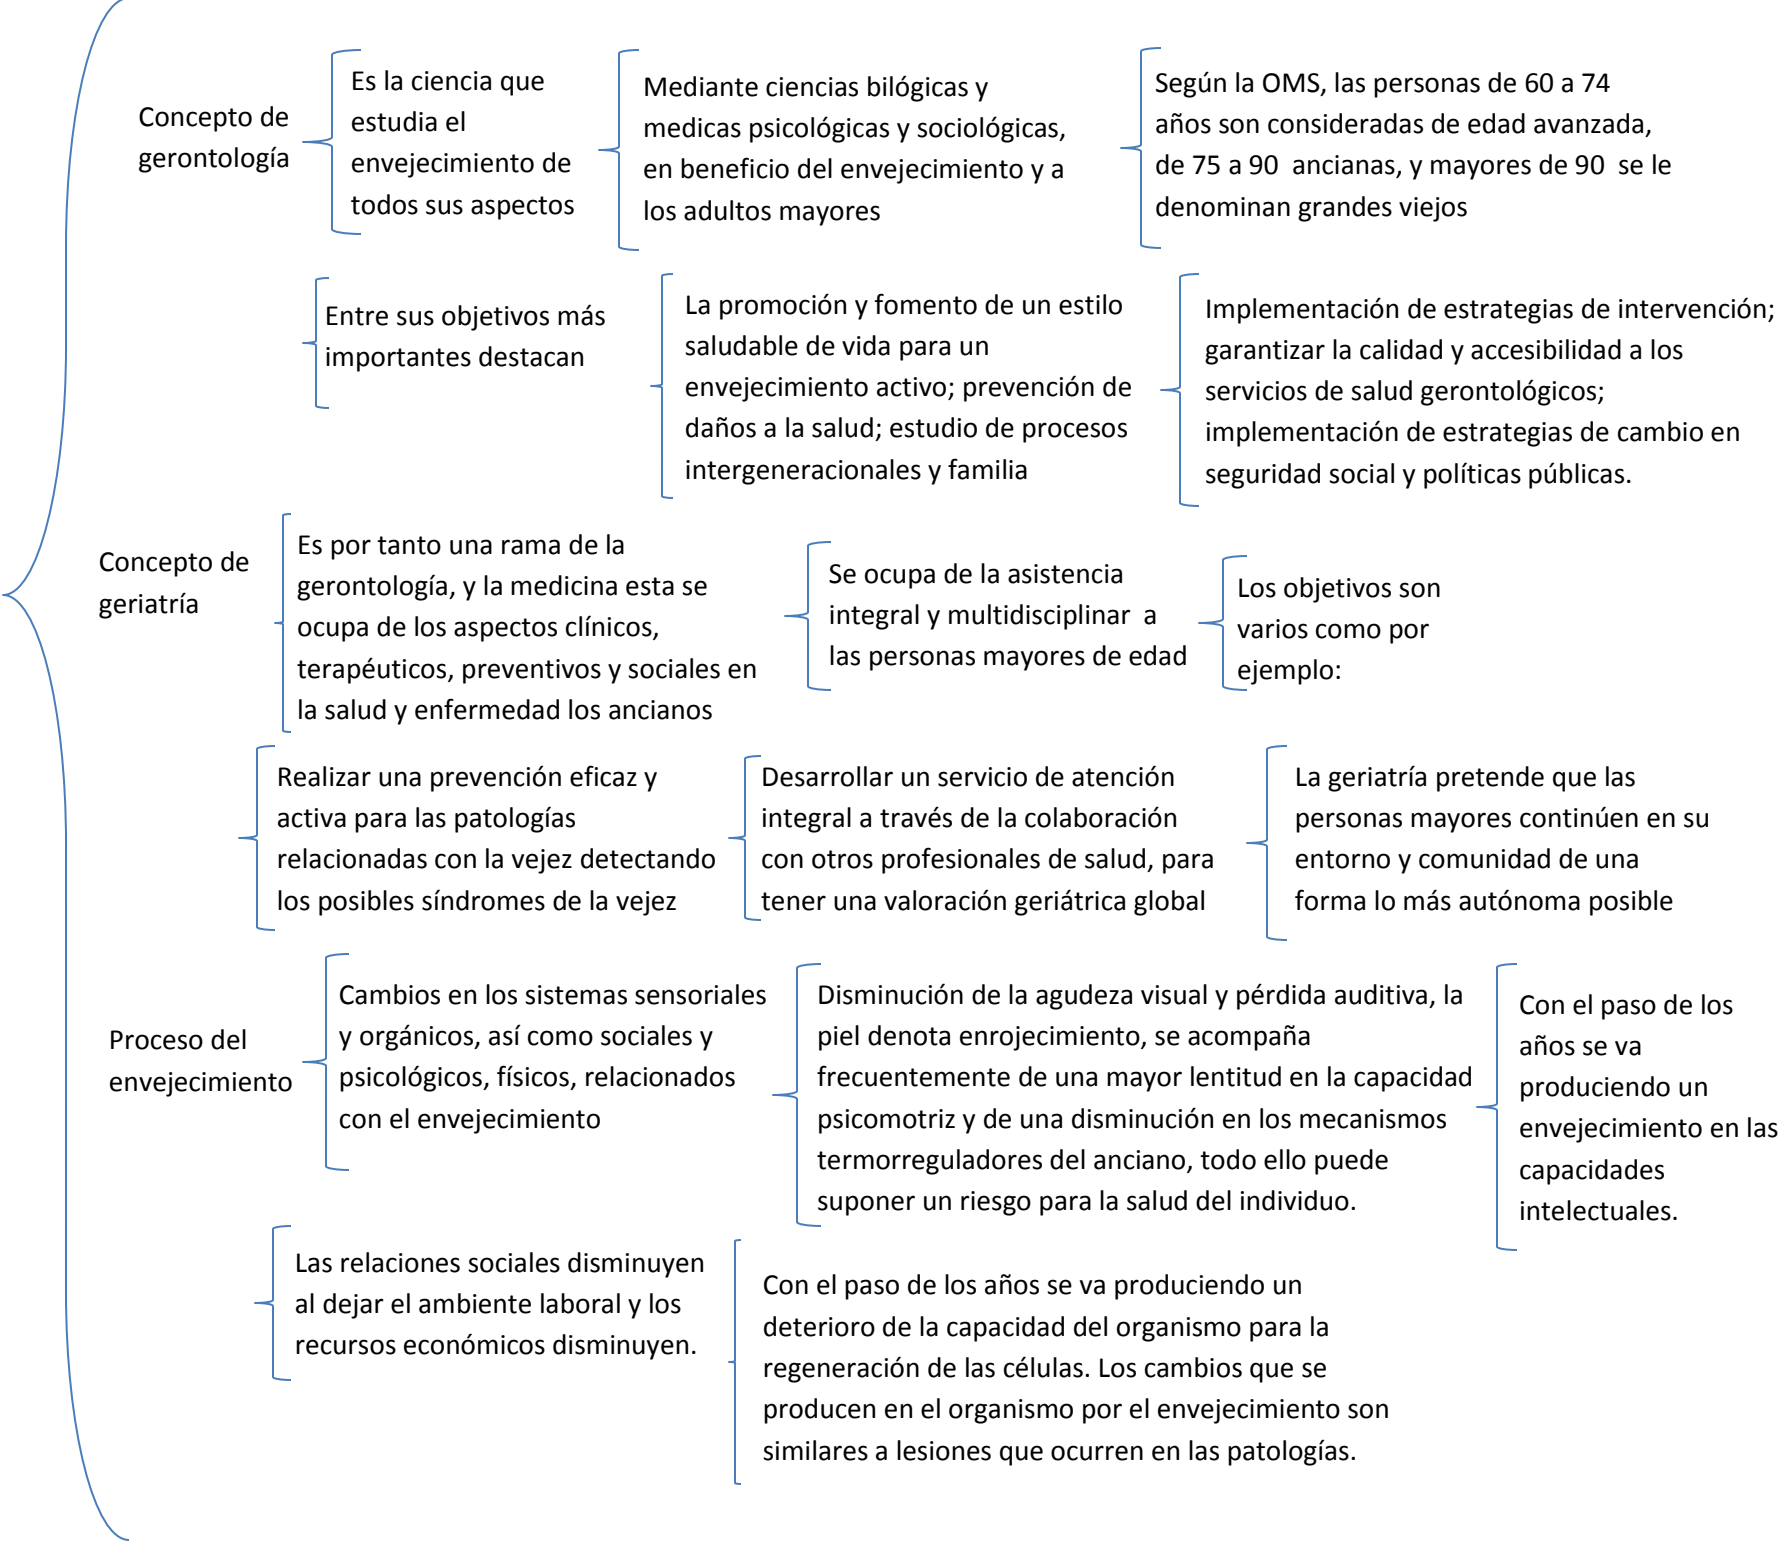 Concepto de
gerontología
Es la ciencia que
estudia el
envejecimiento de
todos sus aspectos
Mediante ciencias bilógicas y
medicas psicológicas y sociológicas,
en beneficio del envejecimiento y a
los adultos mayores
Según la OMS, las personas de 60 a 74
años son consideradas de edad avanzada,
de 75 a 90 ancianas, y mayores de 90 se le
denominan grandes viejos
Entre sus objetivos más
importantes destacan
La promoción y fomento de un estilo
saludable de vida para un
envejecimiento activo; prevención de
daños a la salud; estudio de procesos
intergeneracionales y familia
Implementación de estrategias de intervención;
garantizar la calidad y accesibilidad a los
servicios de salud gerontológicos;
implementación de estrategias de cambio en
seguridad social y políticas públicas.
Concepto de
geriatría
Es por tanto una rama de la
gerontología, y la medicina esta se
ocupa de los aspectos clínicos,
terapéuticos, preventivos y sociales en
la salud y enfermedad los ancianos
Se ocupa de la asistencia
integral y multidisciplinar a
las personas mayores de edad
Los objetivos son
varios como por
ejemplo:
Realizar una prevención eficaz y
activa para las patologías
relacionadas con la vejez detectando
los posibles síndromes de la vejez
Desarrollar un servicio de atención
integral a través de la colaboración
con otros profesionales de salud, para
tener una valoración geriátrica global
La geriatría pretende que las
personas mayores continúen en su
entorno y comunidad de una
forma lo más autónoma posible
Proceso del
envejecimiento
Cambios en los sistemas sensoriales
y orgánicos, así como sociales y
psicológicos, físicos, relacionados
con el envejecimiento
Disminución de la agudeza visual y pérdida auditiva, la
piel denota enrojecimiento, se acompaña
frecuentemente de una mayor lentitud en la capacidad
psicomotriz y de una disminución en los mecanismos
termorreguladores del anciano, todo ello puede
suponer un riesgo para la salud del individuo.
Con el paso de los
años se va
produciendo un
envejecimiento en las
capacidades
intelectuales.
Las relaciones sociales disminuyen
al dejar el ambiente laboral y los
recursos económicos disminuyen.
Con el paso de los años se va produciendo un
deterioro de la capacidad del organismo para la
regeneración de las células. Los cambios que se
producen en el organismo por el envejecimiento son
similares a lesiones que ocurren en las patologías.